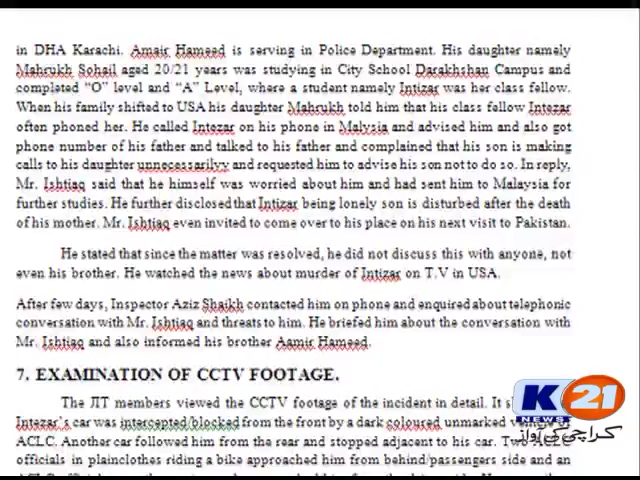 in DHA Karachi. Amair Hameed is serving in Police Department. His daughter namely
Mahrukh Sohail aged 20/21 years was studying in City School Darakhshan Campus and
completed “O” level and “A” Level, where a student namely Intizar was her class fellow.
When his family shifted to USA his daughter Mahrukh told him that his class fellow Intezar
often phoned her. He called Intezar on his phone in Malysia and advised him and also got
phone number of his father and talked to his father and complained that his son is making
calls to his daughter unnecessarilyy and requested him to advise his son not to do so. In reply,
Mr. Ishtiaq said that he himself was worried about him and had sent him to Malaysia for
further studies. He further disclosed that Intizar being lonely son is disturbed after the death
of his mother. Mr. Ishtiaq even invited to come over to his place on his next visit to Pakistan.
He stated that since the matter was resolved, he did not discuss this with anyone, not
even his brother. He watched the news about murder of Intizar on T.V in USA.
After few days, Inspector Aziz Shaikh contacted him on phone and enquired about telephonic
conversation with Mr. Ishtiaq and threats to him. He briefed him about the conversation with
Mr. Ishtiaq and also informed his brother Aamir Hameed.
7. EXAMINATION OF CCTV FOOTAGE.
The JIT members viewed the CCTV footage of the incident in detail. It
Intezar's car was intercepted/blocked from the front by a dark coloured unmarked vehicle of
ACLC. Another car followed him from the rear and stopped adjacent to his car. Two
officials in plainclothes riding a bike approached him from behind/passengers side and an
K21
NEWS
کراچی کی آواز